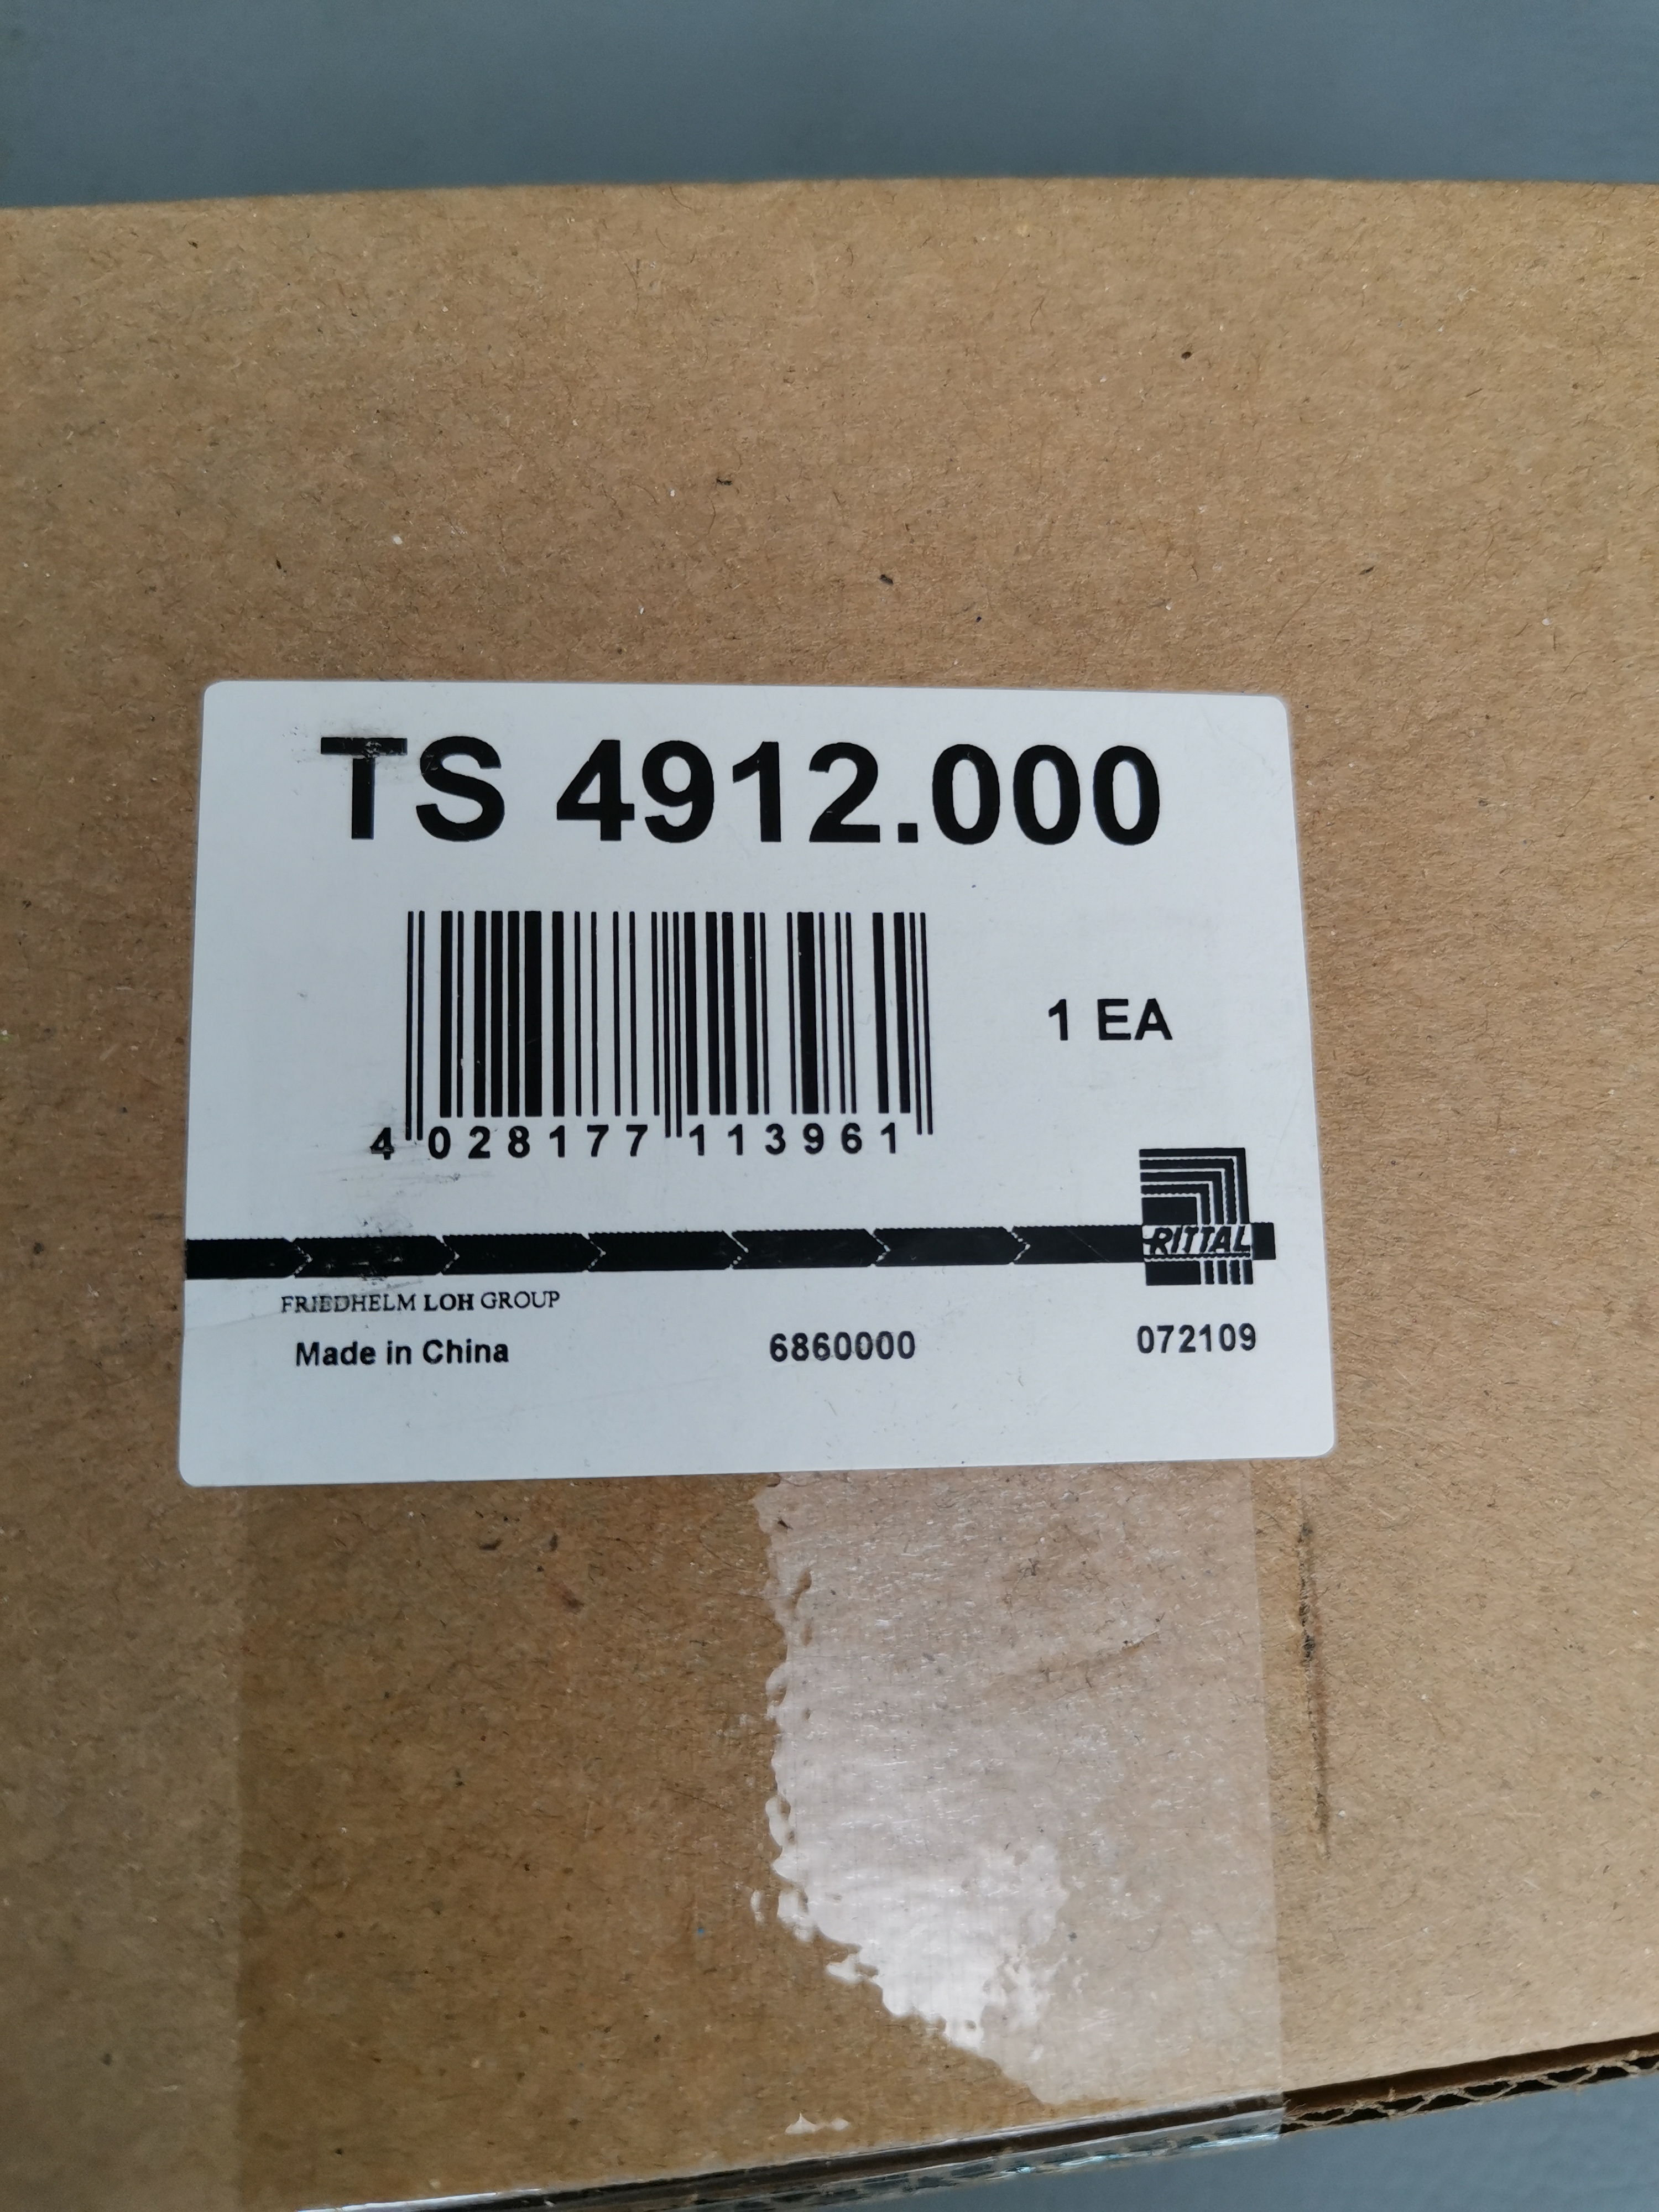 TS 4912.000
1 EA
4 028177 113961
RITTAL
FRIEDHELM LOH GROUP
Made in China 6860000 072109